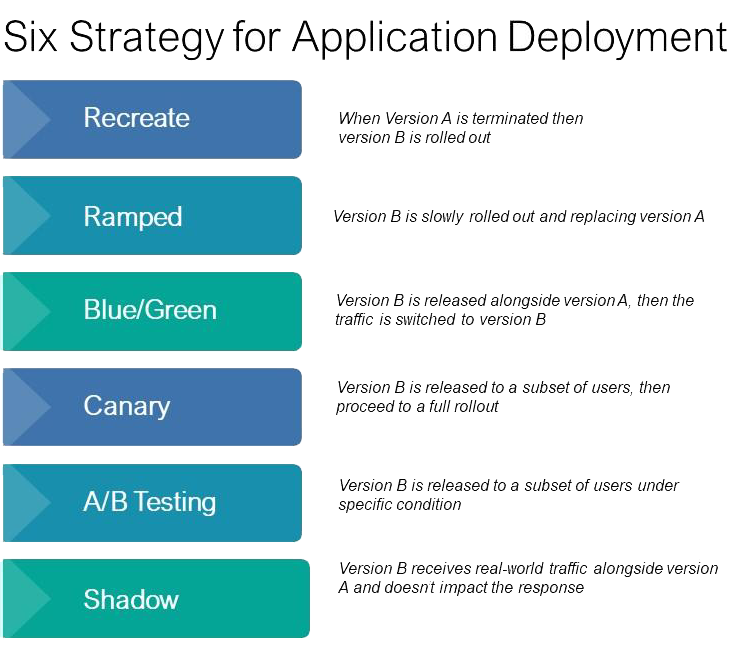 Six Strategy for Application Deployment
Recreate
When Version A is terminated then
version B is rolled out
Ramped
Version B is slowly rolled out and replacing version A
Blue/Green
Version B is released alongside version A, then the
traffic is switched to version B
Canary
Version B is released to a subset of users, then
proceed to a full rollout
A/B Testing
Version B is released to a subset of users under
specific condition
Shadow
Version B receives real-world traffic alongside version
A and doesn't impact the response